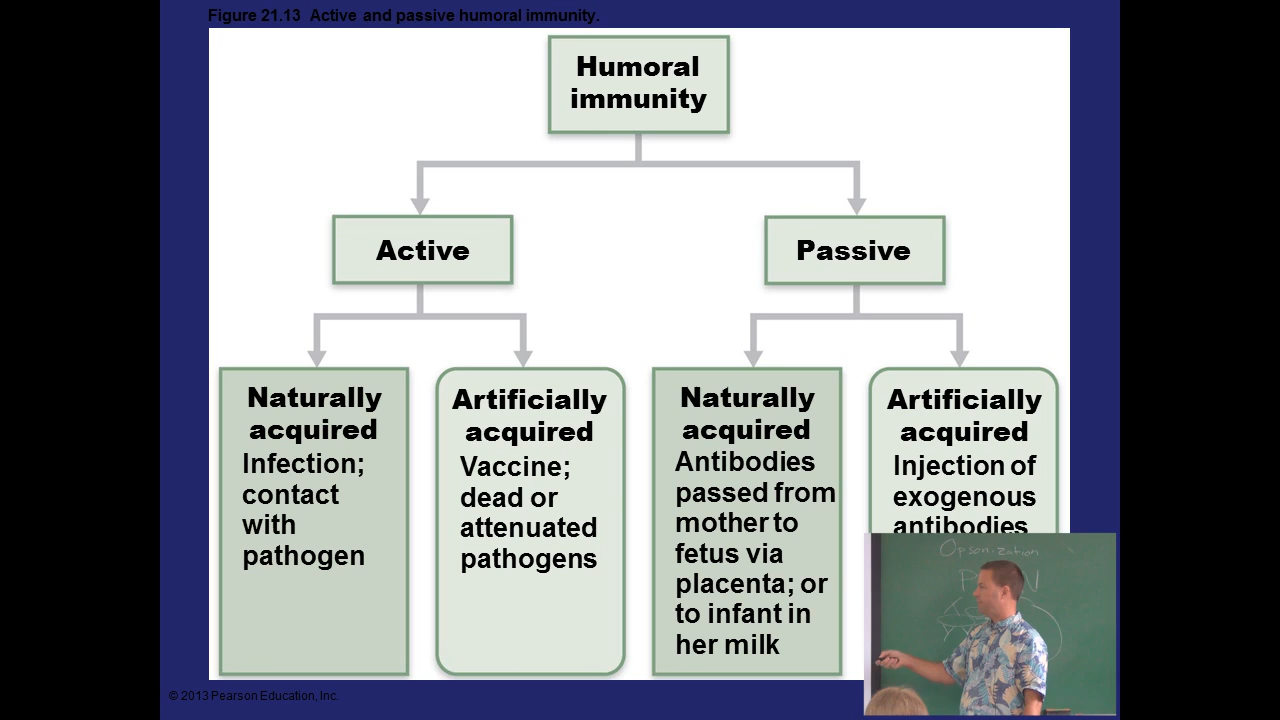 Figure 21.13 Active and passive humoral immunity.
Humoral
immunity
Active
Passive
Naturally
acquired
Infection;
contact
with
pathogen
Artificially
acquired
Vaccine;
dead or
attenuated
pathogens
Naturally
acquired
Antibodies
passed from
mother to
fetus via
placenta; or
to infant in
her milk
Artificially
acquired
Injection of
exogenous
antibodies
Opsonization
© 2013 Pearson Education, Inc.